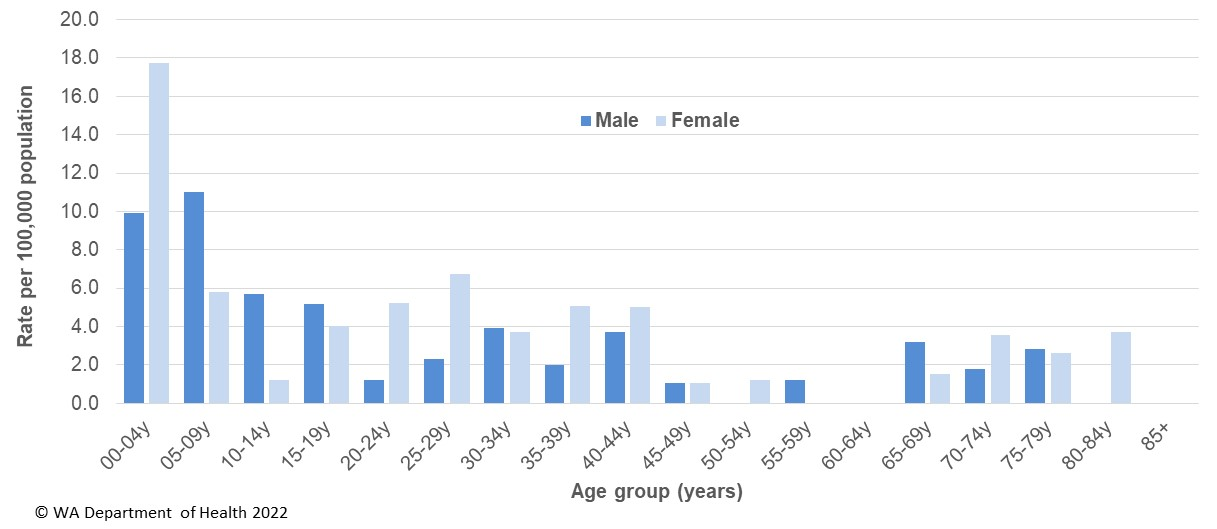 20.0
18.0
16.0
14.0
12.0
10.0
8.0
6.0
4.0
2.0
0.0
Rate per 100,000 population
Male Female
00-04y 05-09y 10-14y 15-19y 20-24y 25-29y 30-34y 35-39y 40-44y 45-49y 50-54y 55-59y 60-64y 65-69y 70-74y 75-79y 80-84y 85+
Age group (years)
© WA Department of Health 2022